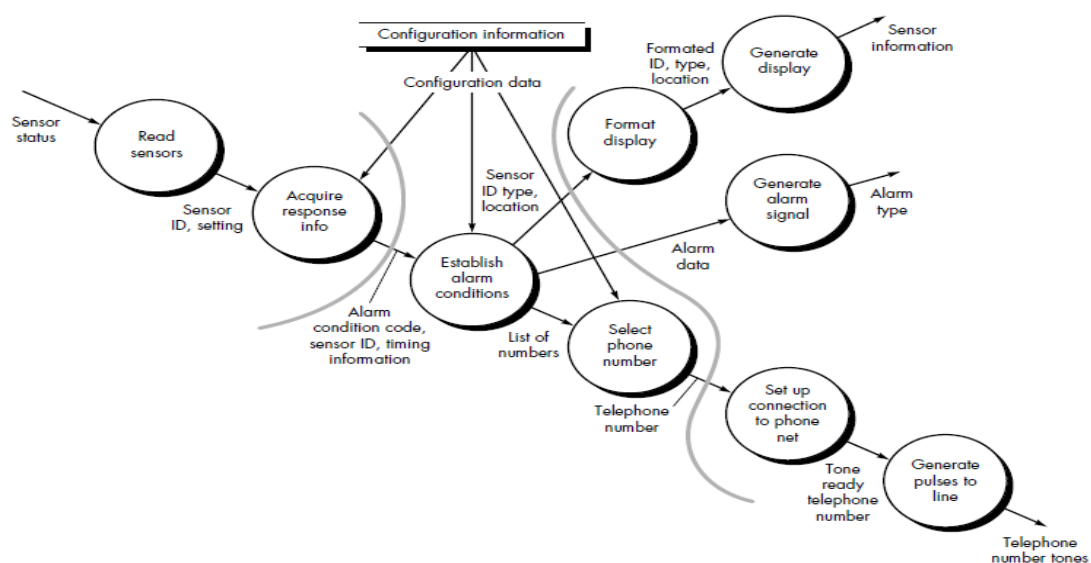 Configuration information
Configuration data
Formated
ID, type,
location
Generate
display
Sensor
information
Sensor
status
Read
sensors
Format
display
Sensor
ID, setting
Acquire
response
info
Sensor
ID type,
location
Generate
alarm
signal
Alarm
type
Alarm
data
Establish
alarm
conditions
Alarm
condition code,
sensor ID, timing
information
List of
numbers
Select
phone
number
Telephone
number
Set up
connection
to phone
net
Tone
ready
telephone
number
Generate
pulses to
line
Telephone
number tones